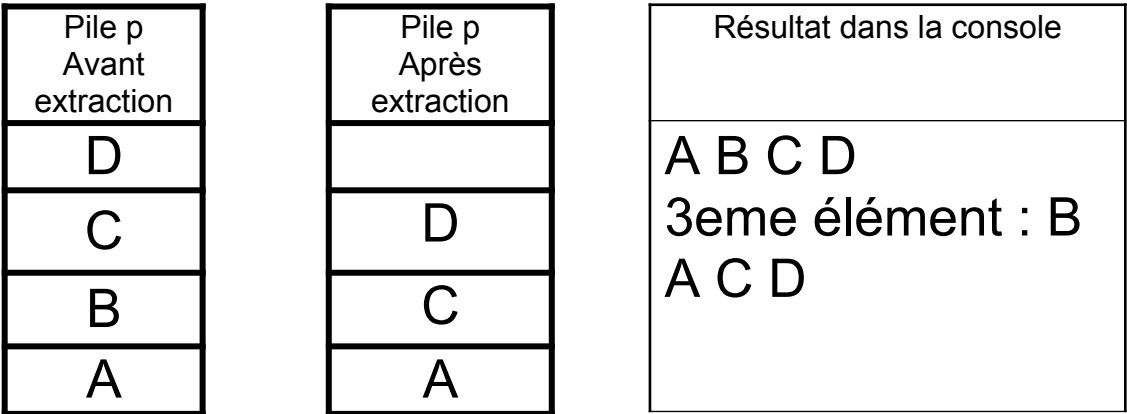 Pile p
Avant
extraction
D
C
B
A
Pile p
Après
extraction
D
C
A
Résultat dans la console
A B C D
3eme élément : B
A C D